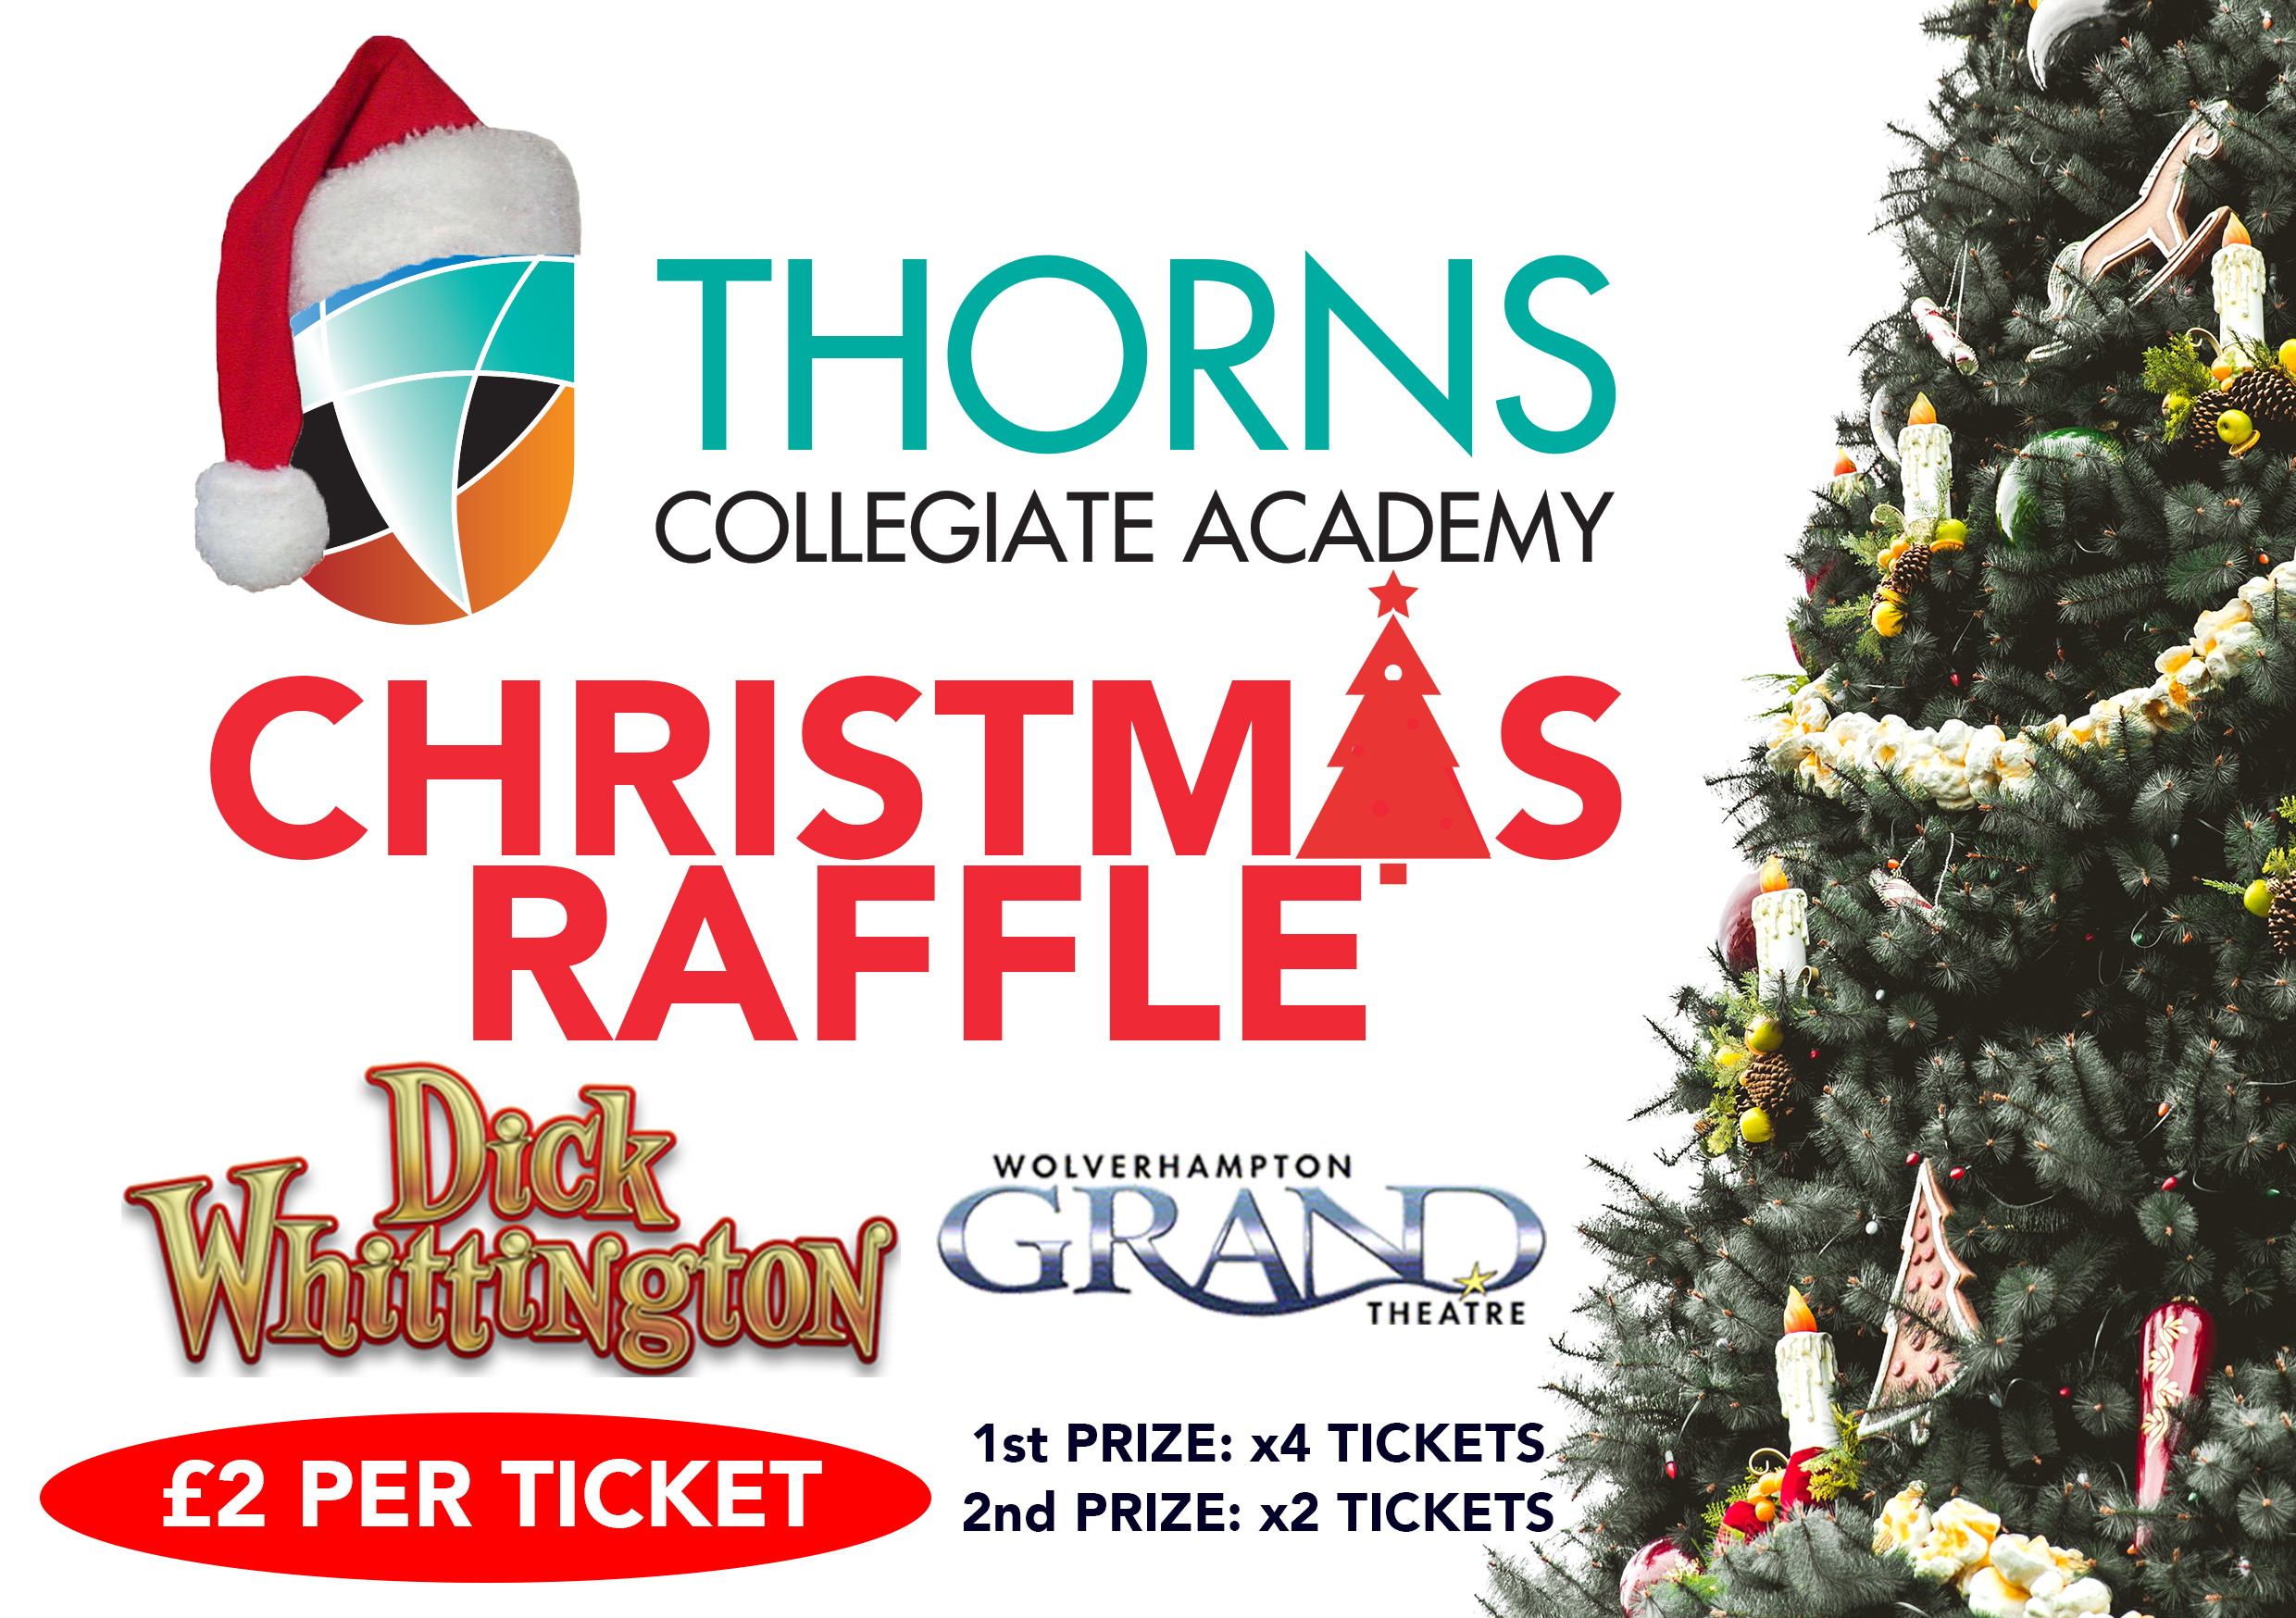 THORNS
COLLEGIATE ACADEMY
CHRISTMAS
RAFFLE
Dick
Whittington
WOLVERHAMPTON
GRAND
THEATRE
£2 PER TICKET
1st PRIZE: x4 TICKETS
2nd PRIZE: x2 TICKETS